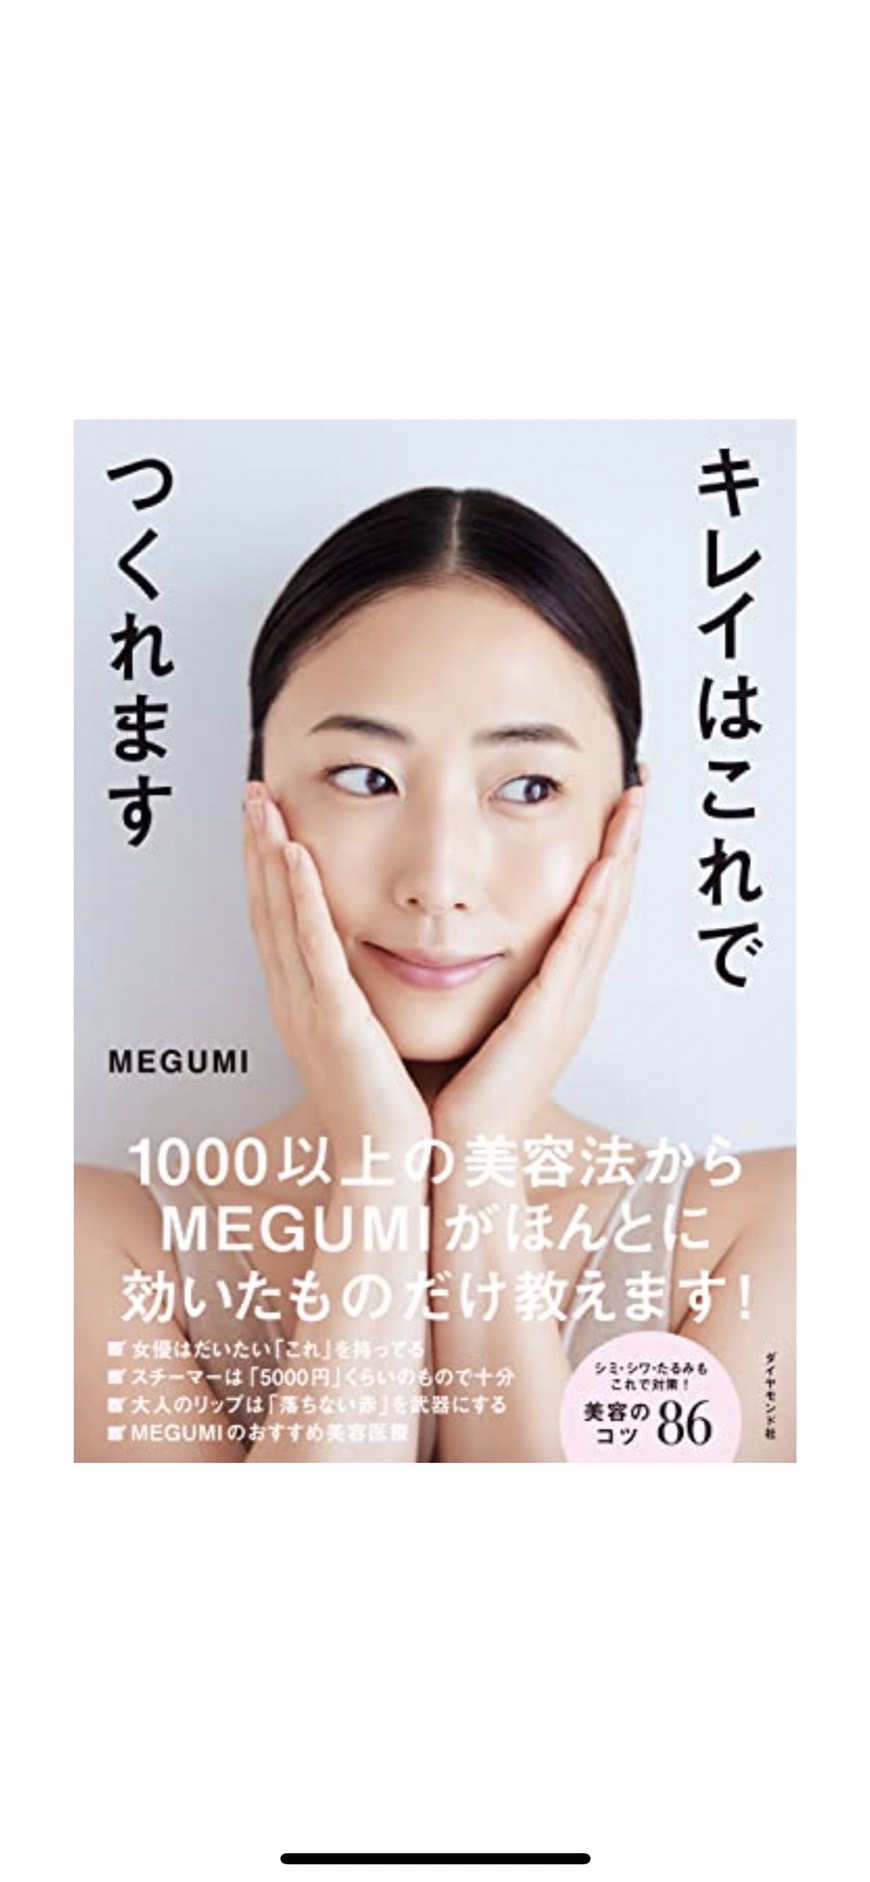 キレイはこれで
つくれます
MEGUMI
1000以上の美容法から
MEGUMIがほんとに
効いたものだけ教えます!
女優はだいたい「これ」を持ってる
スチーマーは「5000円」くらいのもので十分
大人のリップは「落ちない赤」を武器にする
MEGUMIのおすすめ美容医療
シミ・シワ・たるみも
これで対策!
美容の
コツ 86
ダイヤモンド社